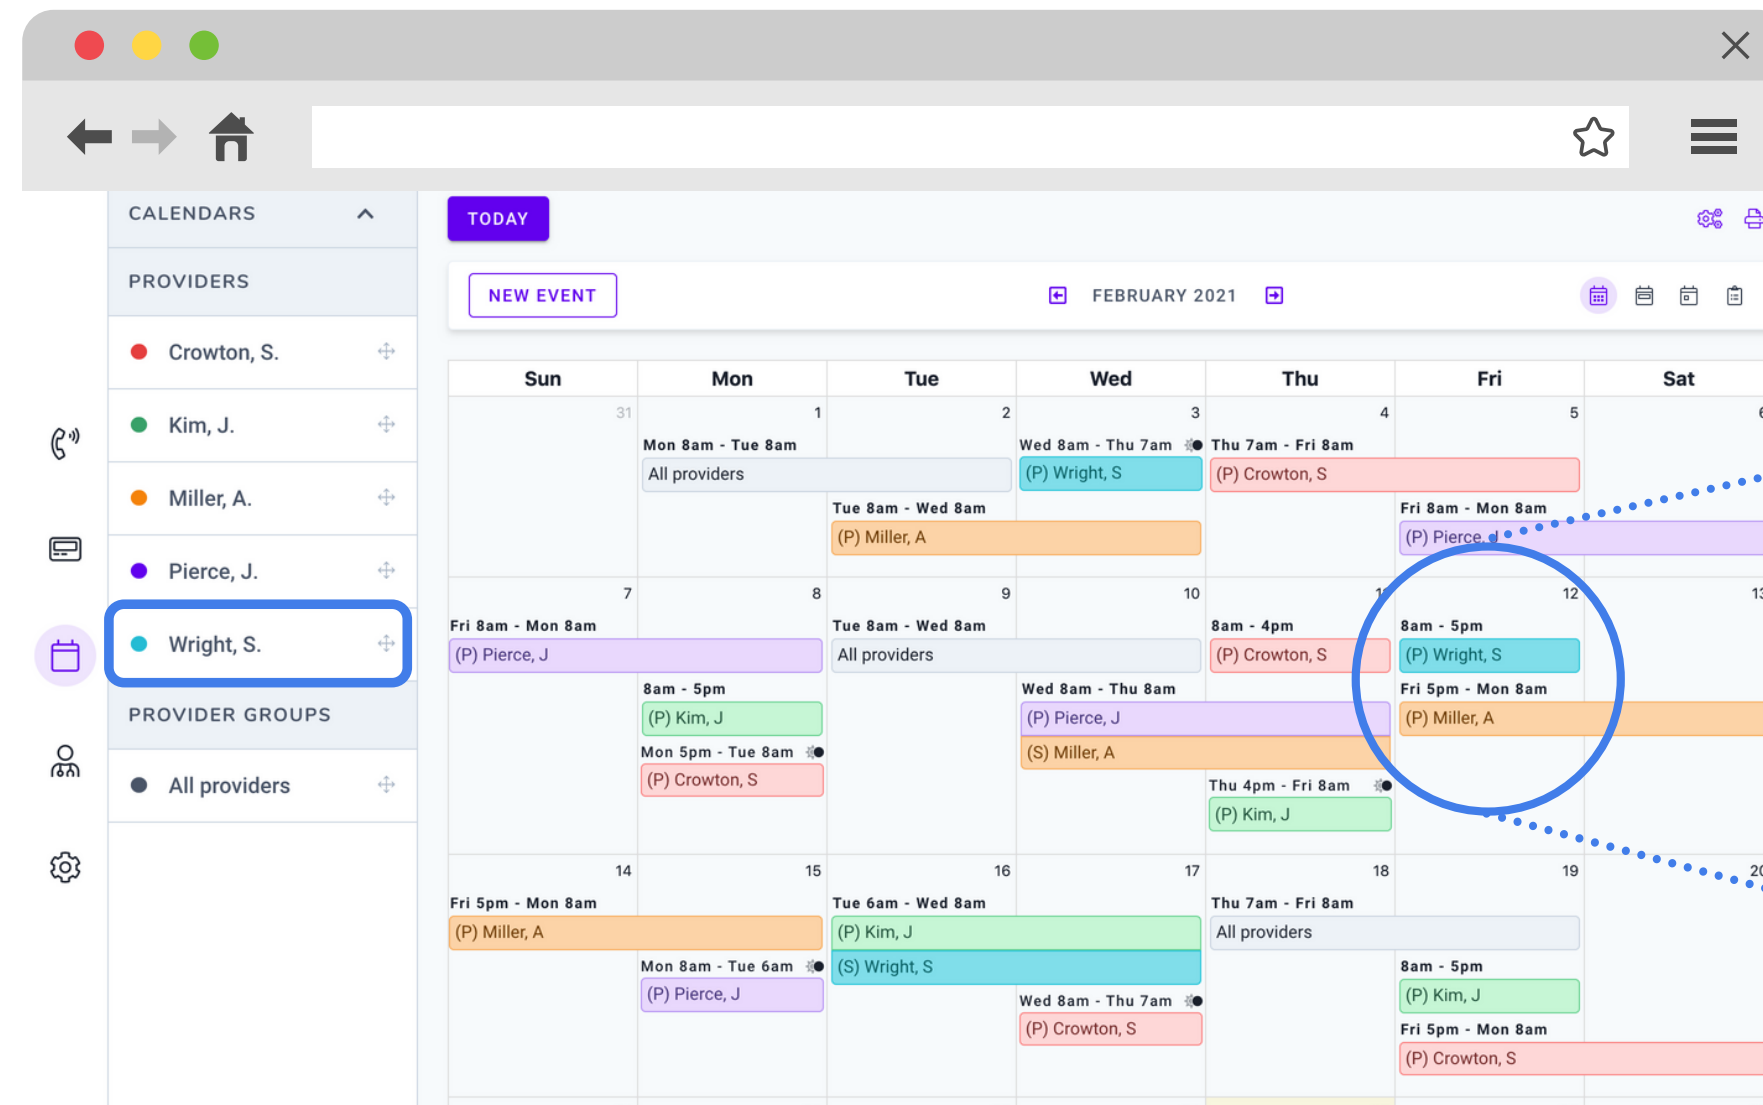 CALENDARS
TODAY
PROVIDERS
NEW EVENT
FEBRUARY 2021
Crowton, S.
Kim, J.
Miller, A.
Pierce, J.
Wright, S.
PROVIDER GROUPS
All providers
Sun Mon Tue Wed Thu Fri Sat
31 1 2 3 4 5
Mon 8am - Tue 8am Wed 8am - Thu 7am Thu 7am - Fri 8am
All providers (P) Wright, S (P) Crowton, S
Tue 8am - Wed 8am Fri 8am - Mon 8am
(P) Miller, A (P) Pierce, J
7 8 9 10 11 12 13
Fri 8am - Mon 8am Tue 8am - Wed 8am 8am - 4pm 8am - 5pm
(P) Pierce, J All providers (P) Crowton, S (P) Wright, S
8am - 5pm Wed 8am - Thu 8am Fri 5pm - Mon 8am
(P) Kim, J (P) Pierce, J (P) Miller, A
Mon 5pm - Tue 8am (S) Miller, A
(P) Crowton, S Thu 4pm - Fri 8am
(P) Kim, J
14 15 16 17 18 19 20
Fri 5pm - Mon 8am Tue 6am - Wed 8am Thu 7am - Fri 8am
(P) Miller, A (P) Kim, J All providers
Mon 8am - Tue 6am (S) Wright, S 8am - 5pm
(P) Pierce, J Wed 8am - Thu 7am (P) Kim, J
(P) Crowton, S Fri 5pm - Mon 8am
(P) Crowton, S